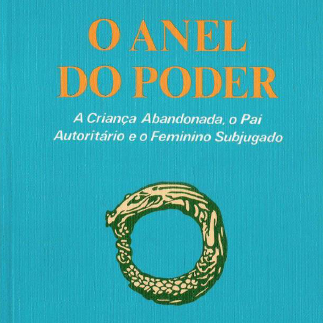 O ANEL
DO PODER
A Criança Abandonada, o Pai
Autoritário e o Feminino Subjugado